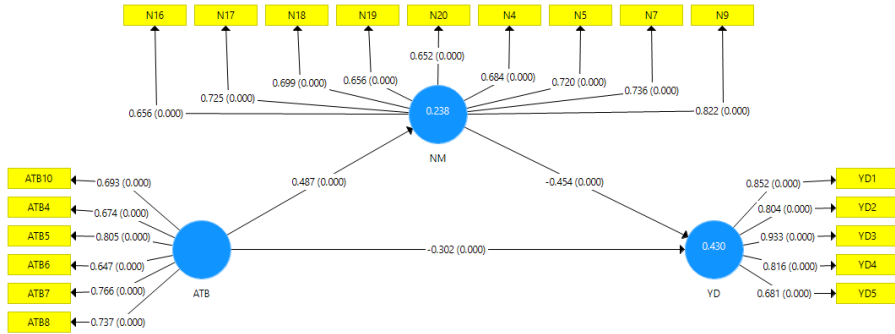 N16 N17 N18 N19 N20 N4 N5 N7 N9
0.652 (0.000)
0.699 (0.000) 0.656 (0.000) 0.684 (0.000) 0.720 (0.000) 0.736 (0.000)
0.725 (0.000)
0.656 (0.000) 0.238 0.822 (0.000)
NM
ATB10 0.693 (0.000) 0.487 (0.000) -0.454 (0.000) 0.852 (0.000) YD1
ATB4 0.674 (0.000) 0.804 (0.000) YD2
ATB5 0.805 (0.000) -0.302 (0.000) 0.430 0.933 (0.000) YD3
ATB6 0.647 (0.000) 0.816 (0.000) YD4
ATB7 0.766 (0.000) ATB YD 0.681 (0.000) YD5
ATB8 0.737 (0.000)